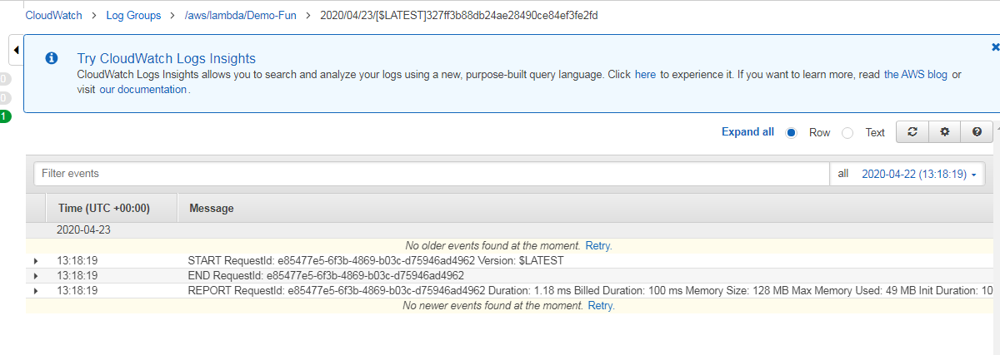 CloudWatch > Log Groups > /aws/lambda/Demo-Fun > 2020/04/23/[$LATEST]327ff3b88db24ae28490ce84ef3fe2fd
Try CloudWatch Logs Insights
CloudWatch Logs Insights allows you to search and analyze your logs using a new, purpose-built query language. Click here to experience it. If you want to learn more, read the AWS blog or
visit our documentation.
0
0
1
Expand all Row Text
Filter events all 2020-04-22 (13:18:19)
Time (UTC +00:00) Message
2020-04-23
No older events found at the moment. Retry.
13:18:19 START RequestId: e85477e5-6f3b-4869-b03c-d75946ad4962 Version: $LATEST
13:18:19 END RequestId: e85477e5-6f3b-4869-b03c-d75946ad4962
13:18:19 REPORT RequestId: e85477e5-6f3b-4869-b03c-d75946ad4962 Duration: 1.18 ms Billed Duration: 100 ms Memory Size: 128 MB Max Memory Used: 49 MB Init Duration: 10
No newer events found at the moment. Retry.